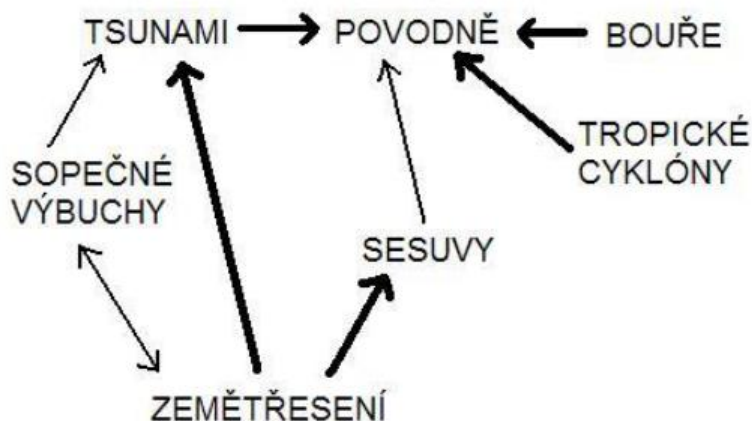 TSUNAMI
POVODNĚ
BOUŘE
TROPICKÉ
CYKLÓNY
SOPEČNÉ
VÝBUCHY
SESUVY
ZEMĚTŘESENÍ